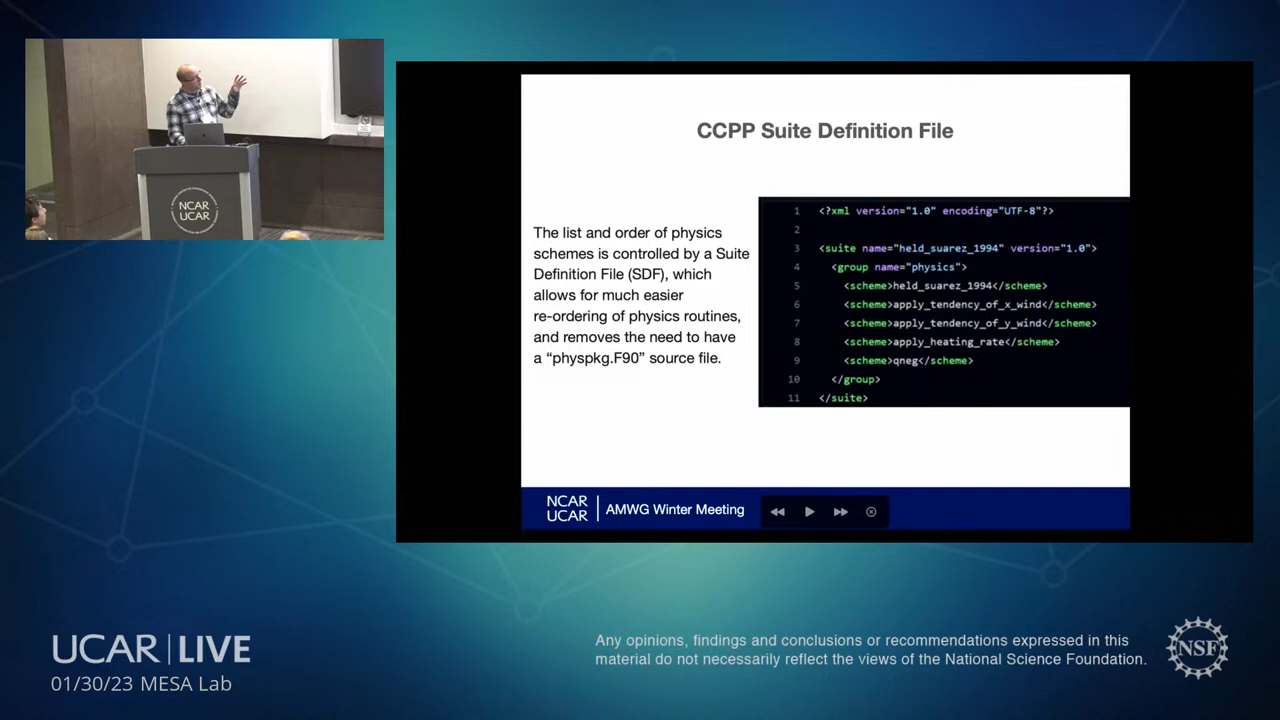 NCAR
UCAR
CCPP Suite Definition File
The list and order of physics
schemes is controlled by a Suite
Definition File (SDF), which
allows for much easier
re-ordering of physics routines,
and removes the need to have
a “physpkg.F90” source file.
1 <?xml version="1.0" encoding="UTF-8"?>
2
3 <suite name="held_suarez_1994" version="1.0">
4 <group name="physics">
5 <scheme>held_suarez_1994</scheme>
6 <scheme>apply_tendency_of_x_wind</scheme>
7 <scheme>apply_tendency_of_y_wind</scheme>
8 <scheme>apply_heating_rate</scheme>
9 <scheme>qneg</scheme>
10 </group>
11 </suite>
NCAR
UCAR
AMWG Winter Meeting
UCAR | LIVE
01/30/23 MESA Lab
Any opinions, findings and conclusions or recommendations expressed in this
material do not necessarily reflect the views of the National Science Foundation.
NSF